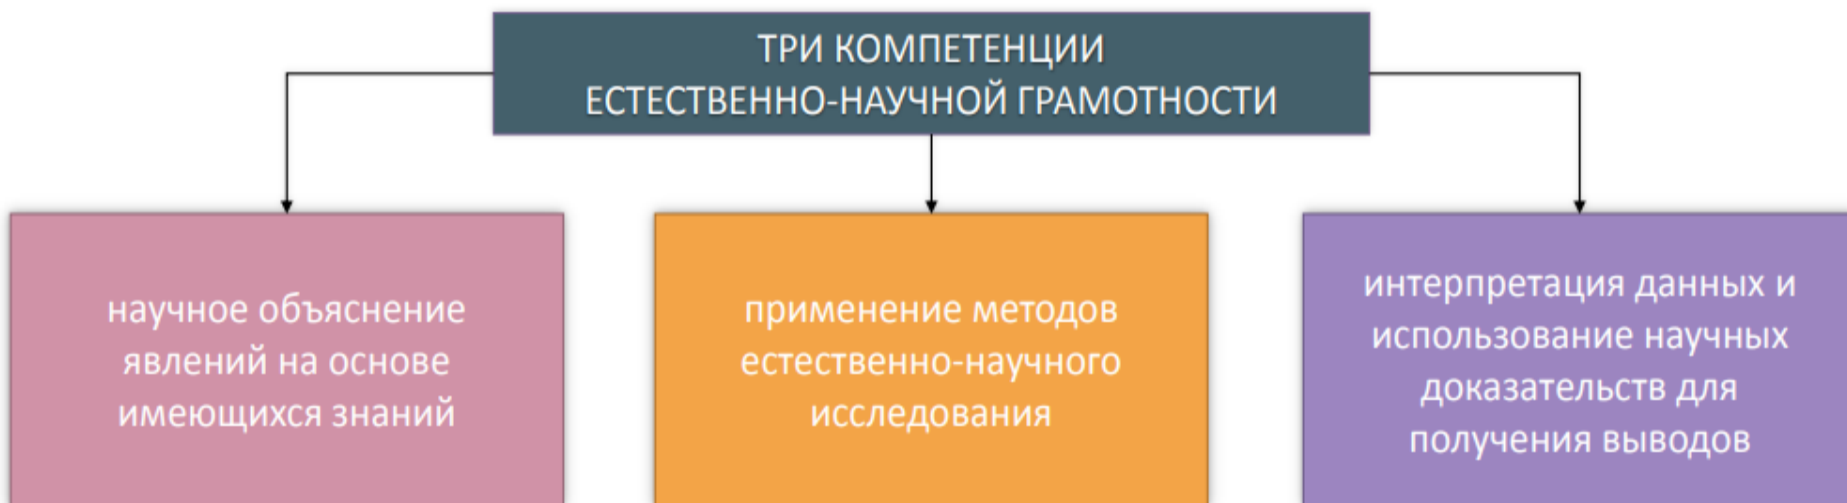 ТРИ КОМПЕТЕНЦИИ
ЕСТЕСТВЕННО-НАУЧНОЙ ГРАМОТНОСТИ
научное объяснение
явлений на основе
имеющихся знаний
применение методов
естественно-научного
исследования
интерпретация данных и
использование научных
доказательств для
получения выводов